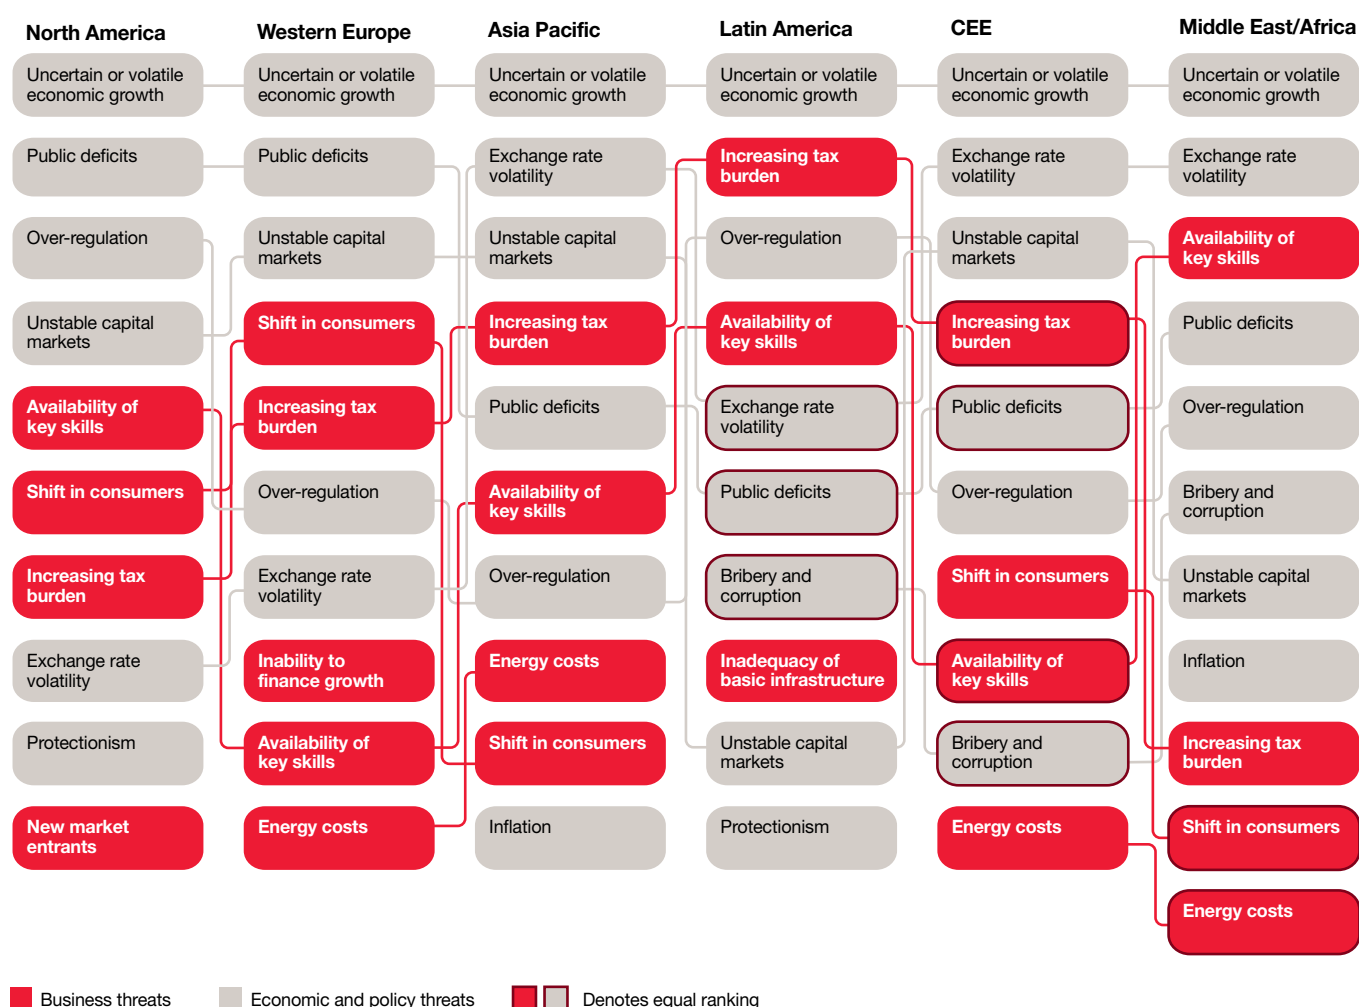 North America
Uncertain or volatile
economic growth
Public deficits
Over-regulation
Unstable capital
markets
Availability of
key skills
Shift in consumers
Increasing tax
burden
Exchange rate
volatility
Protectionism
New market
entrants
Western Europe
Uncertain or volatile
economic growth
Public deficits
Unstable capital
markets
Shift in consumers
Increasing tax
burden
Over-regulation
Exchange rate
volatility
Inability to
finance growth
Availability of
key skills
Energy costs
Asia Pacific
Uncertain or volatile
economic growth
Exchange rate
volatility
Unstable capital
markets
Increasing tax
burden
Public deficits
Availability of
key skills
Over-regulation
Energy costs
Shift in consumers
Inflation
Latin America
Uncertain or volatile
economic growth
Increasing tax
burden
Over-regulation
Availability of
key skills
Exchange rate
volatility
Public deficits
Bribery and
corruption
Inadequacy of
basic infrastructure
Unstable capital
markets
Protectionism
CEE
Uncertain or volatile
economic growth
Exchange rate
volatility
Unstable capital
markets
Increasing tax
burden
Public deficits
Over-regulation
Shift in consumers
Availability of
key skills
Bribery and
corruption
Energy costs
Middle East/Africa
Uncertain or volatile
economic growth
Exchange rate
volatility
Availability of
key skills
Public deficits
Over-regulation
Bribery and
corruption
Unstable capital
markets
Inflation
Increasing tax
burden
Shift in consumers
Energy costs
Business threats
Economic and policy threats
Denotes equal ranking